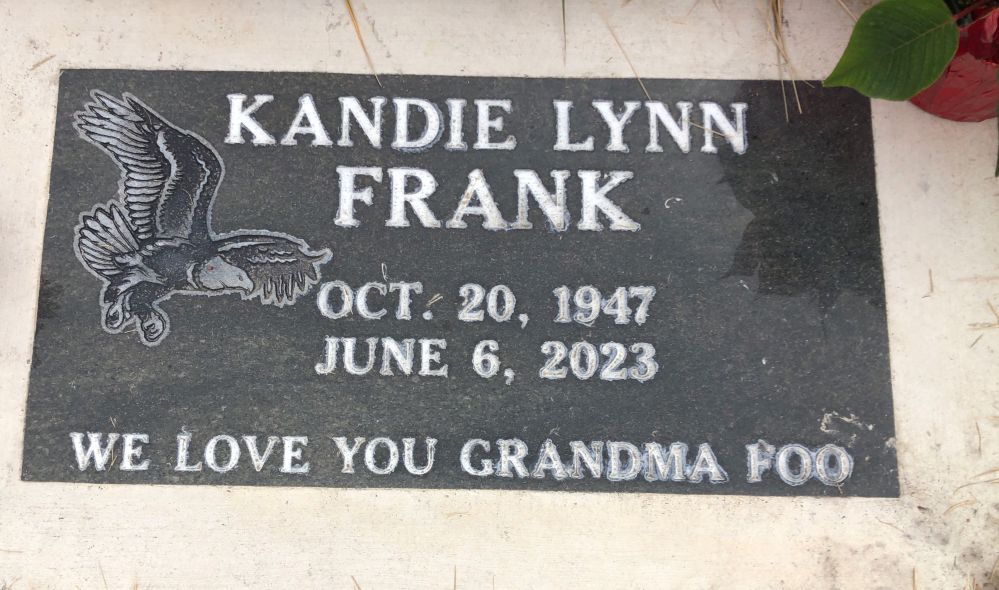 KANDIE LYNN
FRANK
OCT. 20, 1947
JUNE 6, 2023
WE LOVE YOU GRANDMA FOO